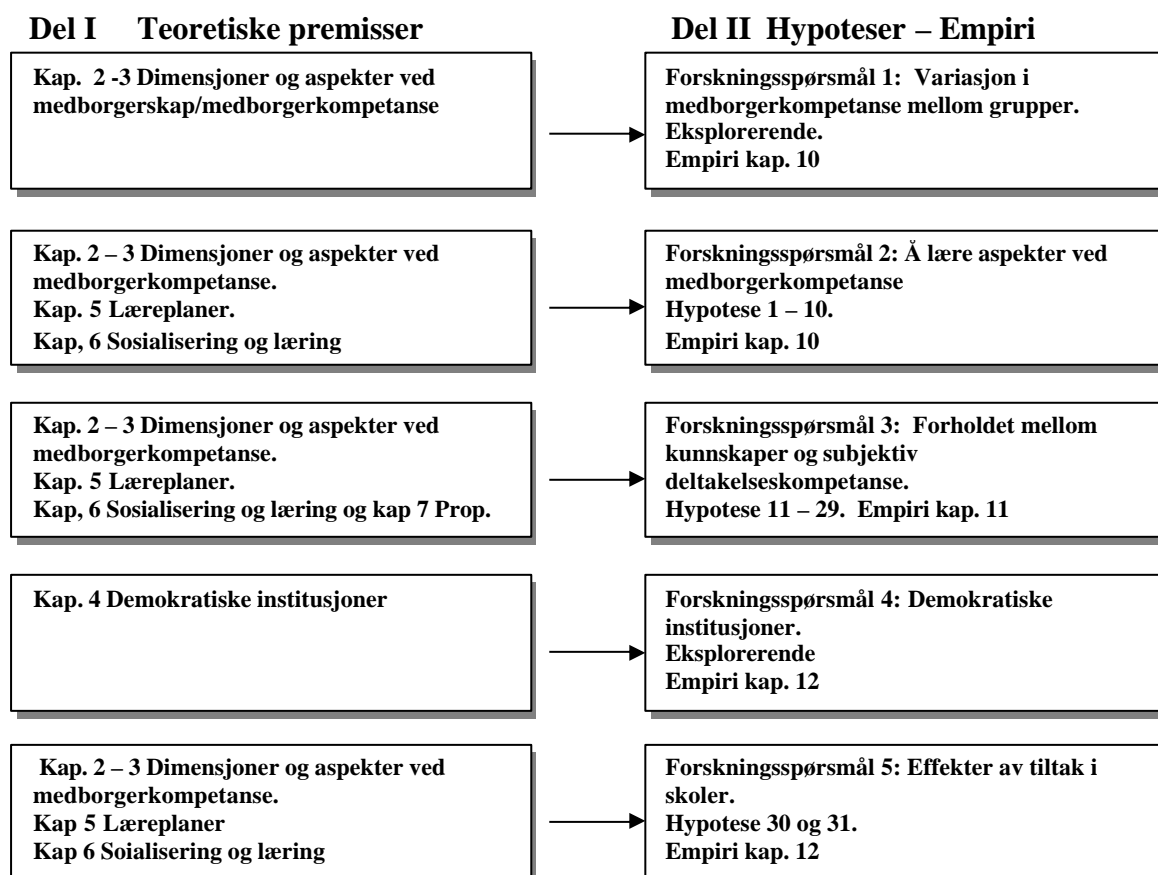 Del I Teoretiske premisser
Del II Hypoteser – Empiri
Kap. 2 -3 Dimensjoner og aspekter ved
medborgerskap/medborgerkompetanse
Forskningsspørsmål 1: Variasjon i
medborgerkompetanse mellom grupper.
Eksplorerende.
Empiri kap. 10
Kap. 2 – 3 Dimensjoner og aspekter ved
medborgerkompetanse.
Kap. 5 Læreplaner.
Kap, 6 Sosialisering og læring
Forskningsspørsmål 2: Å lære aspekter ved
medborgerkompetanse
Hypotese 1 – 10.
Empiri kap. 10
Kap. 2 – 3 Dimensjoner og aspekter ved
medborgerkompetanse.
Kap. 5 Læreplaner.
Kap, 6 Sosialisering og læring og kap 7 Prop.
Forskningsspørsmål 3: Forholdet mellom
kunnskaper og subjektiv
deltakelseskompetanse.
Hypotese 11 – 29. Empiri kap. 11
Kap. 4 Demokratiske institusjoner
Forskningsspørsmål 4: Demokratiske
institusjoner.
Eksplorerende
Empiri kap. 12
Kap. 2 – 3 Dimensjoner og aspekter ved
medborgerkompetanse.
Kap 5 Læreplaner
Kap 6 Soialisering og læring
Forskningsspørsmål 5: Effekter av tiltak i
skoler.
Hypotese 30 og 31.
Empiri kap. 12